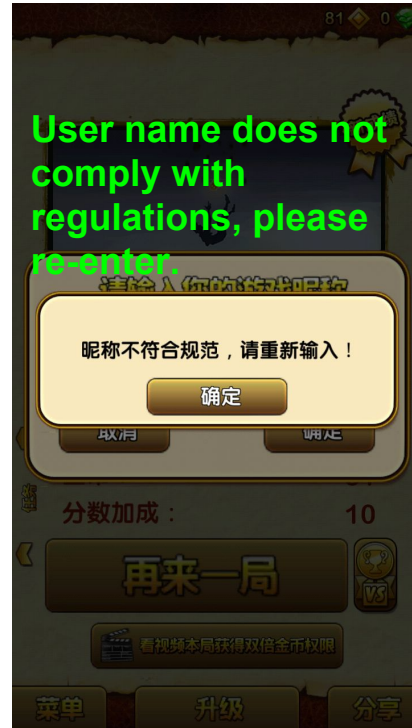 81 0
User name does not
comply with
regulations, please
re-enter.
请输入您的游戏昵称
昵称不符合规范，请重新输入！
确定
取消
确定
分数加成： 10
再来一局
VS
看视频本局获得双倍金币权限
菜单 升级 分享